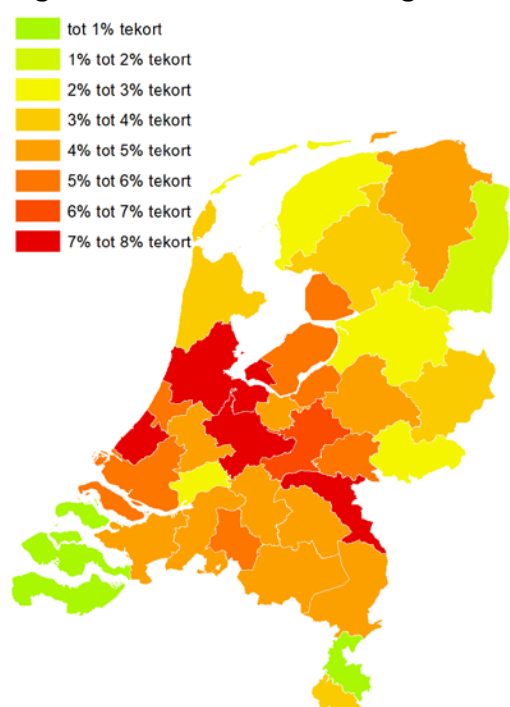 tot 1% tekort
1% tot 2% tekort
2% tot 3% tekort
3% tot 4% tekort
4% tot 5% tekort
5% tot 6% tekort
6% tot 7% tekort
7% tot 8% tekort